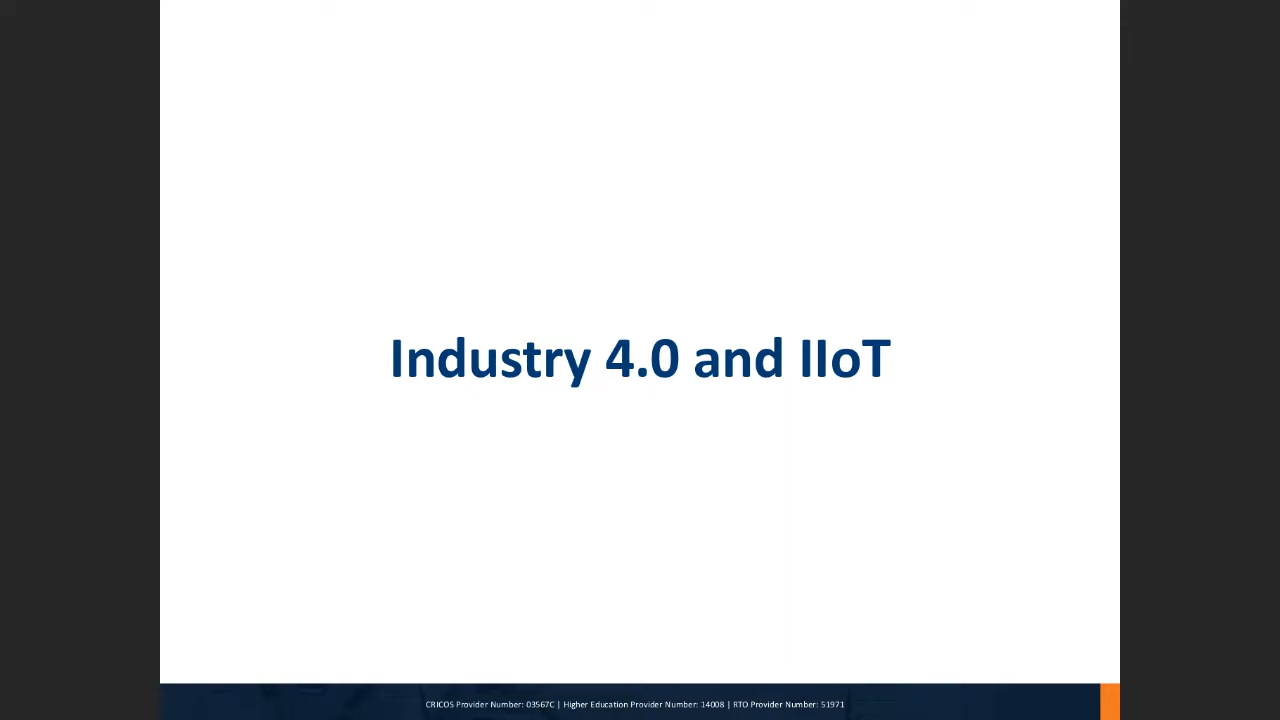 Industry 4.0 and IIoT
CRICOS Provider Number: 03567C | Higher Education Provider Number: 14008 | RTO Provider Number: 51971